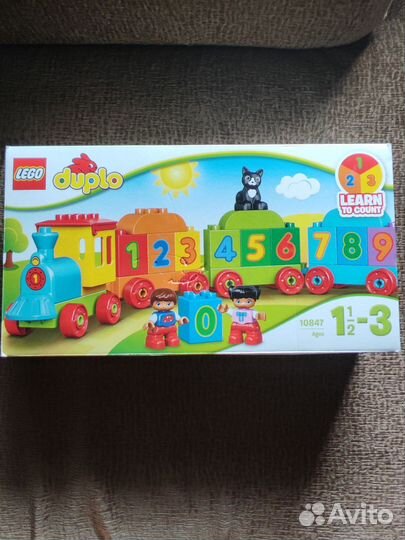 LEGO
duplo
1
2 3
LEARN
TO COUNT
1 2 3 4 5 6 7 8 9
1
0
10847
Ages
1½-3
Avito